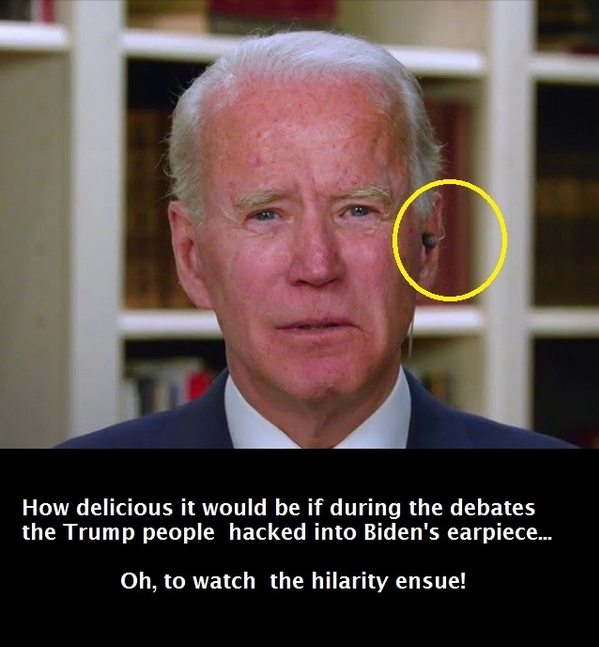 How delicious it would be if during the debates
the Trump people  hacked into Biden's earpiece...
Oh, to watch  the hilarity ensue!